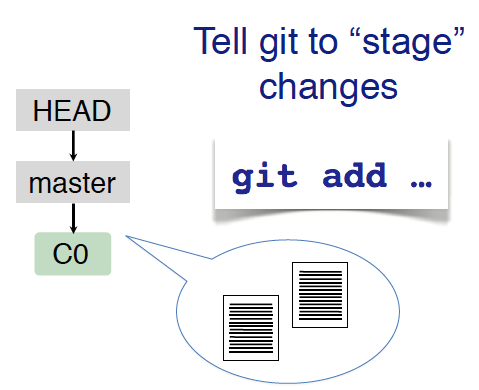 Tell git to “stage”
changes
HEAD
master
git add …
C0